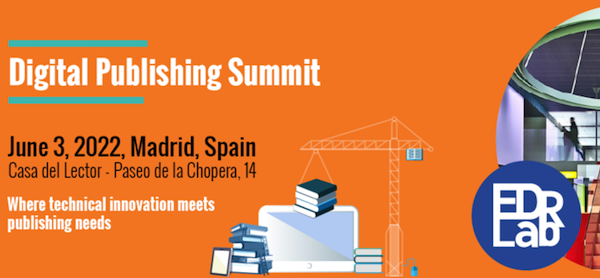 Digital Publishing Summit
June 3, 2022, Madrid, Spain
Casa del Lector - Paseo de la Chopera, 14
Where technical innovation meets
publishing needs
EDR
Lab